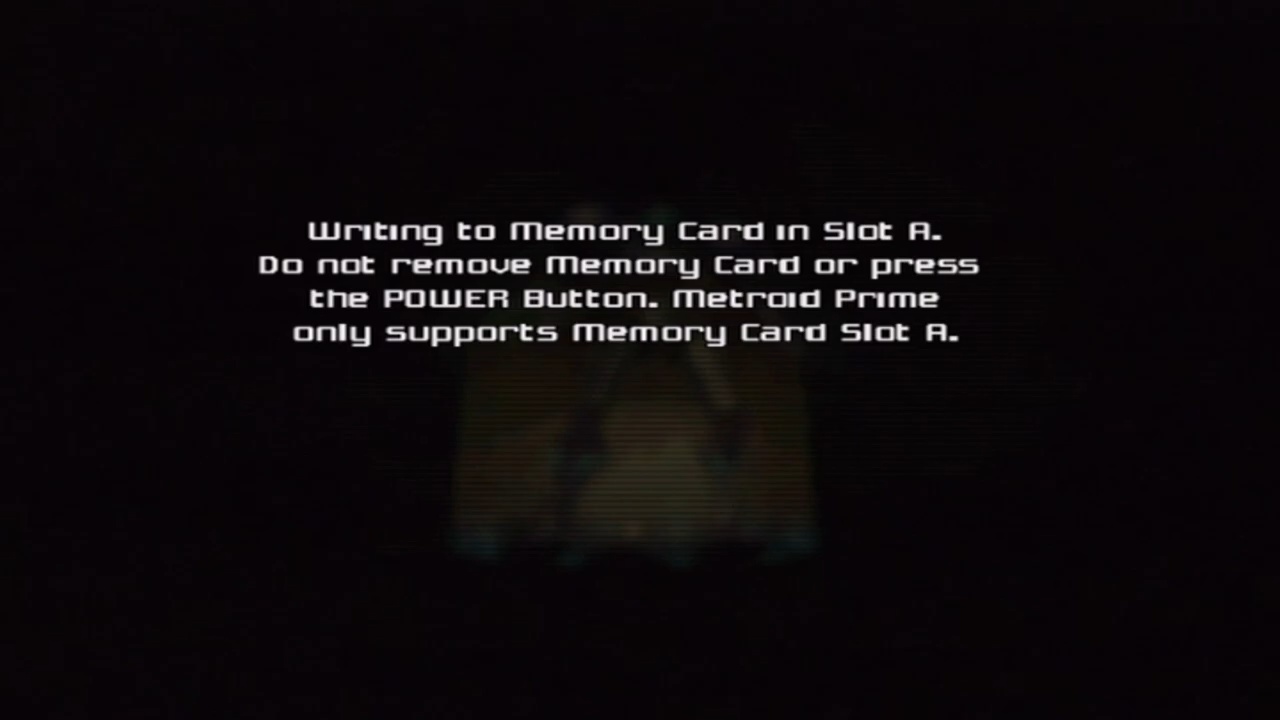 Writing to Memory Card in Slot A.
Do not remove Memory Card or press
the POWER Button. Metroid Prime
only supports Memory Card Slot A.